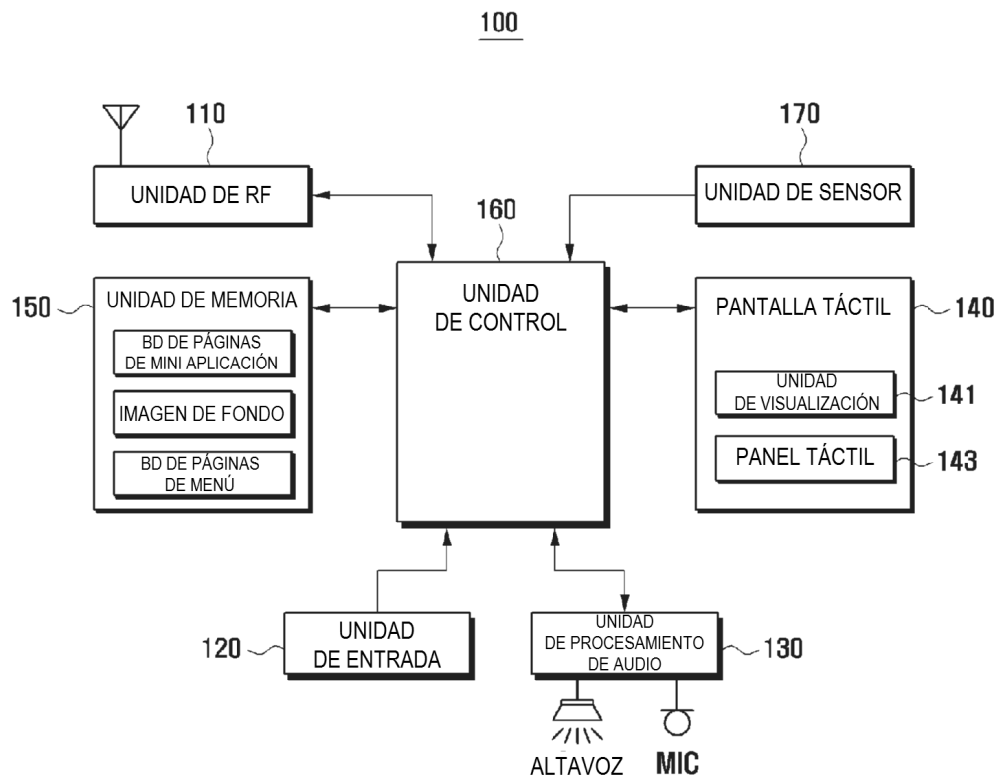 100
110
UNIDAD DE RF
170
UNIDAD DE SENSOR
160
UNIDAD
DE CONTROL
150
UNIDAD DE MEMORIA
BD DE PÁGINAS
DE MINI APLICACIÓN
IMAGEN DE FONDO
BD DE PÁGINAS
DE MENÚ
PANTALLA TÁCTIL
140
UNIDAD
DE VISUALIZACIÓN
141
PANEL TÁCTIL
143
120
UNIDAD
DE ENTRADA
UNIDAD
DE PROCESAMIENTO
DE AUDIO
130
ALTAVOZ
MIC